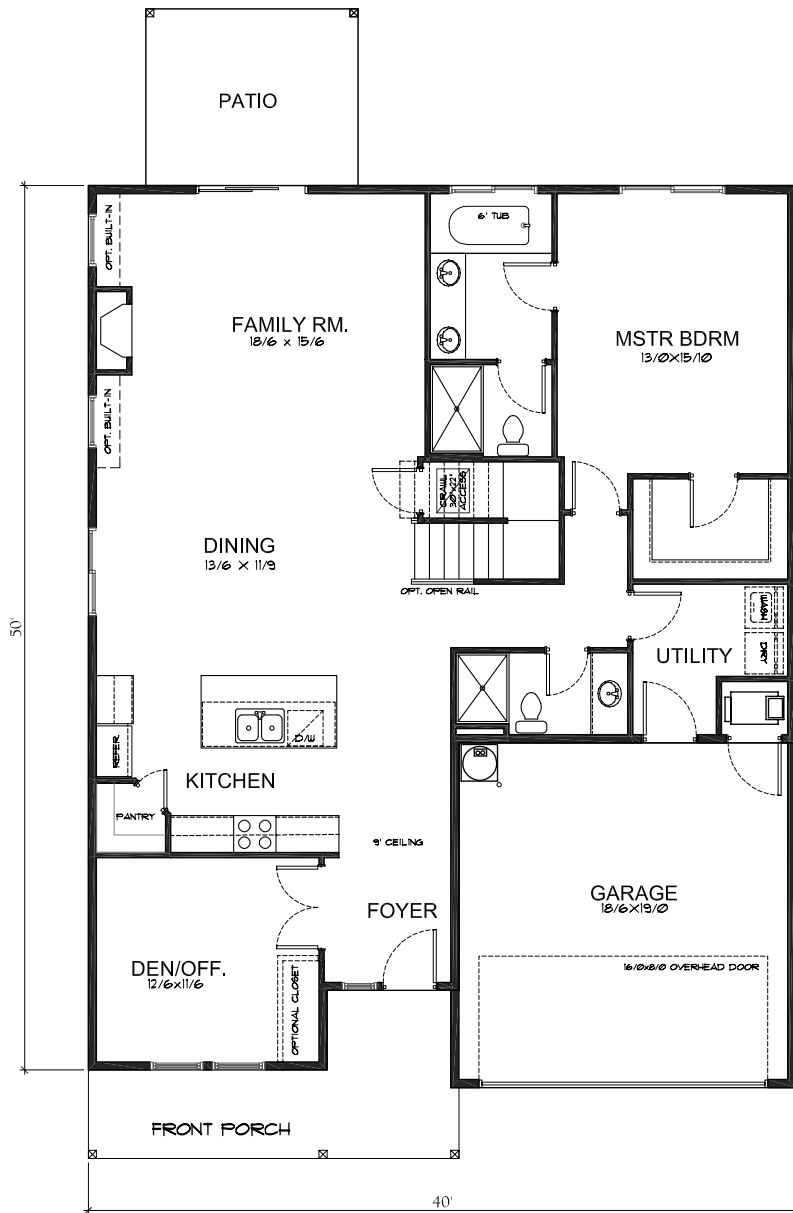 PATIO
OPT. BUILT-IN
6' TUB
FAMILY RM.
18/6 x 15/6
MSTR BDRM
13/0X15/10
OPT. BUILT-IN
CRAWL
30"x22"
ACCESS
DINING
13/6 X 11/9
OPT. OPEN RAIL
WASH
DRY
UTILITY
50'
D/W
REFER.
KITCHEN
PANTRY
9' CEILING
GARAGE
18/6X19/0
FOYER
DEN/OFF.
12/6x11/6
16/0x8/0 OVERHEAD DOOR
OPTIONAL CLOSET
FRONT PORCH
40'